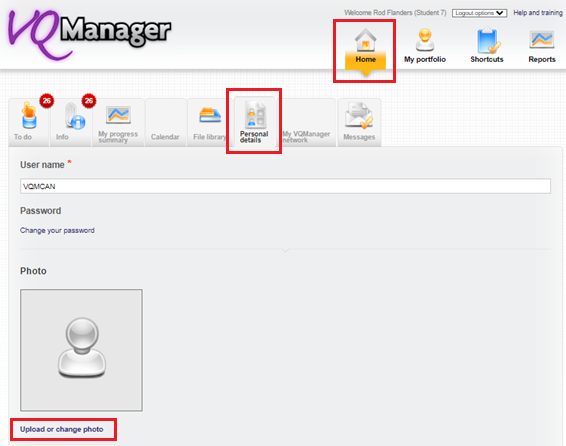 VQManager
Welcome Rod Flanders (Student 7) Logout options Help and training
Home My portfolio Shortcuts Reports
26 26
To do Info My progress summary Calendar File library Personal details My VQManager network Messages
User name *
VQMCAN
Password
Change your password
Photo
Upload or change photo